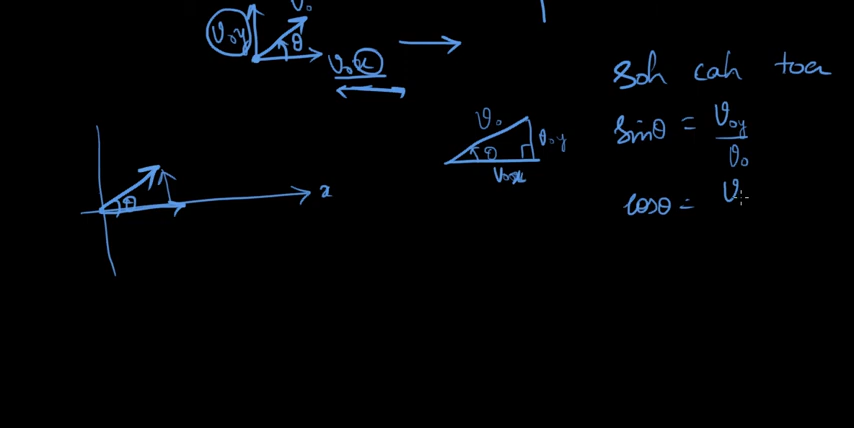 V₀
V₀y
θ
V₀x
soh cah toa
V₀
θ
V₀y
V₀x
sinθ = V₀y / V₀
cosθ = V
θ
x